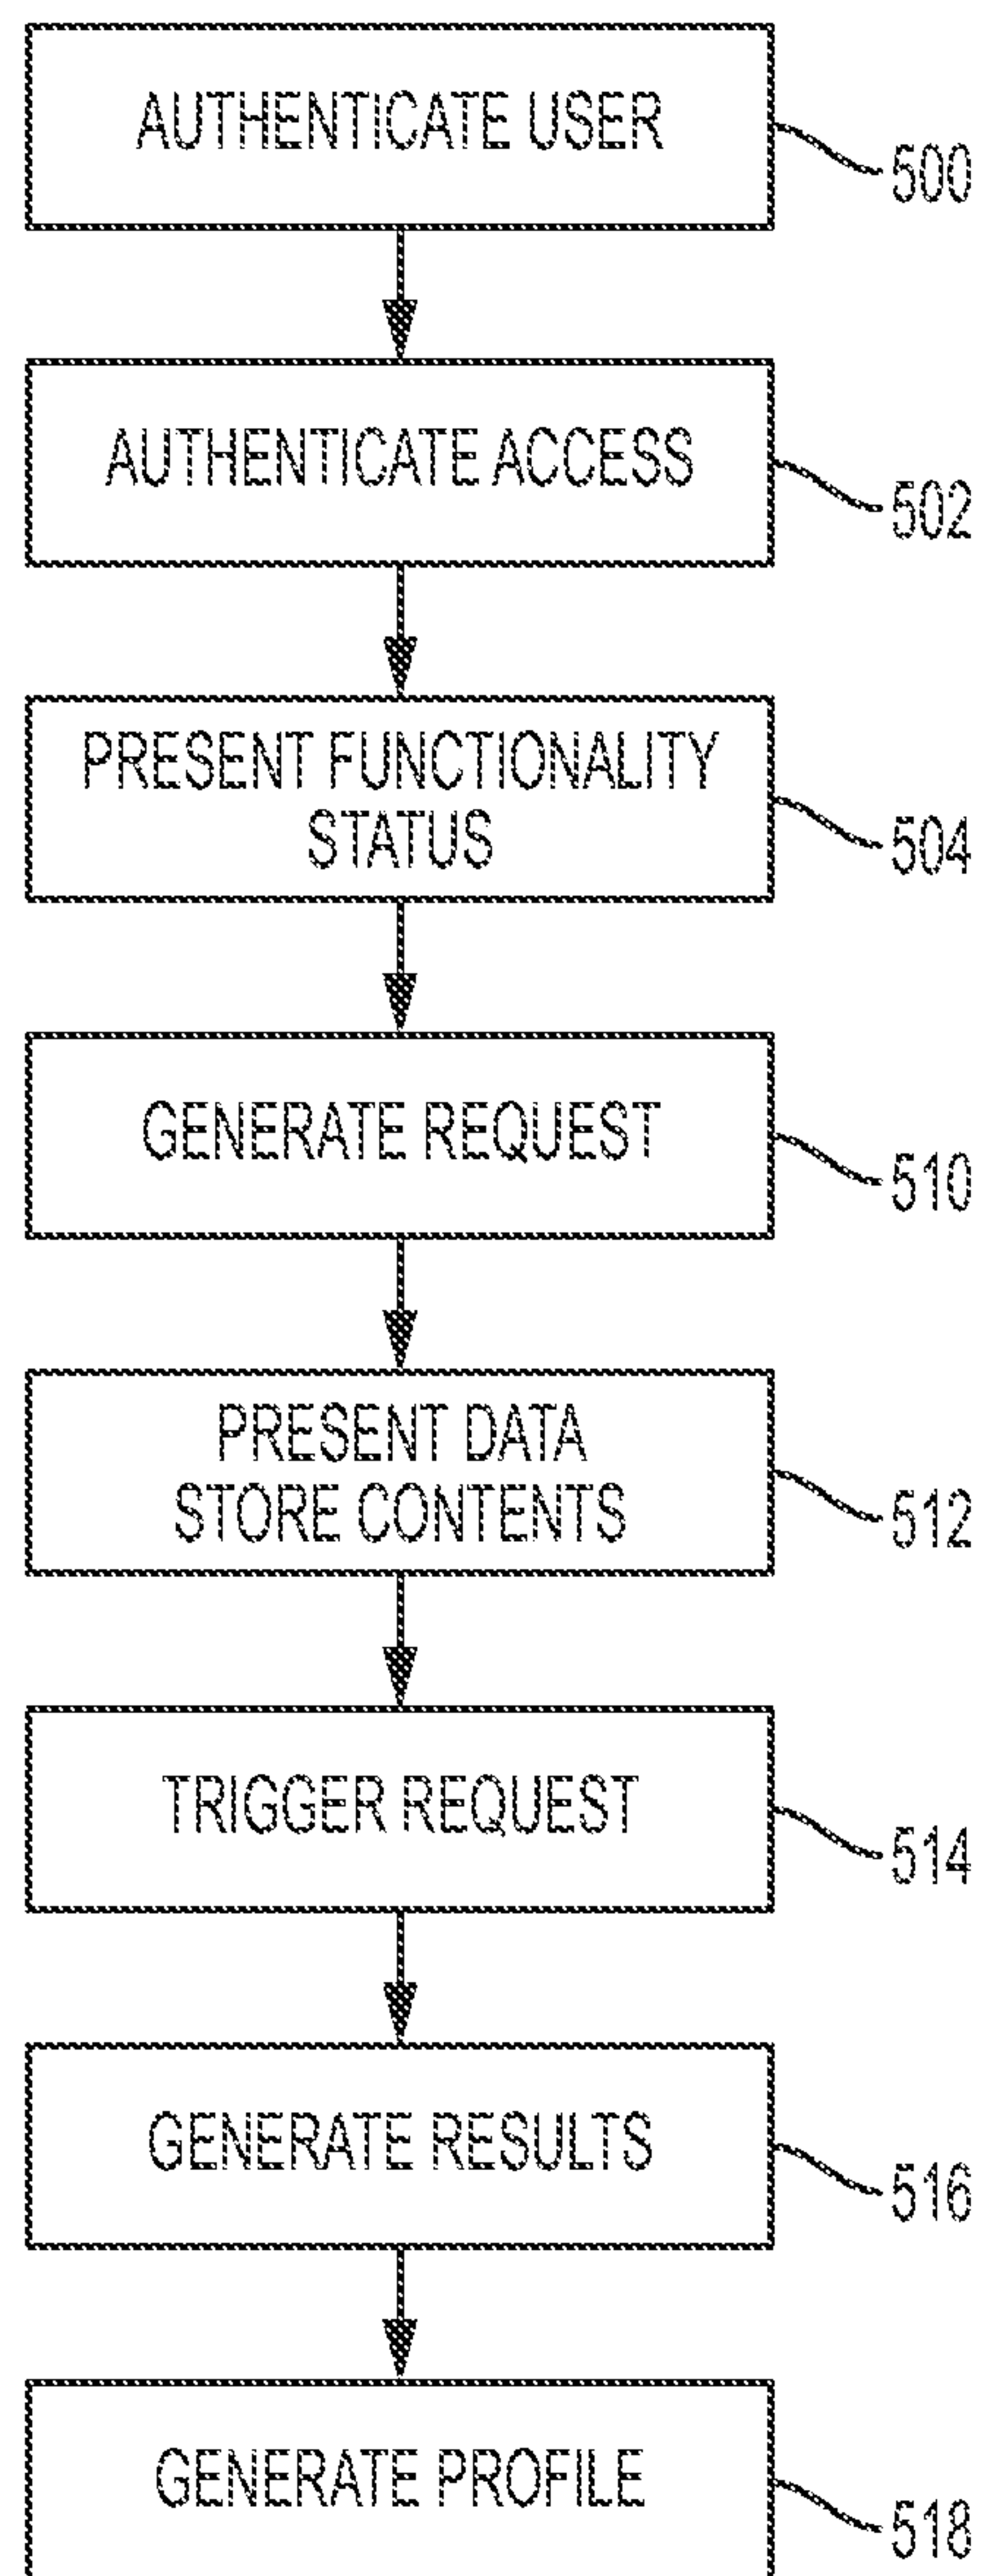 AUTHENTICATE USER
500
AUTHENTICATE ACCESS
502
PRESENT FUNCTIONALITY
STATUS
504
GENERATE REQUEST
510
PRESENT DATA
STORE CONTENTS
512
TRIGGER REQUEST
514
GENERATE RESULTS
516
GENERATE PROFILE
518